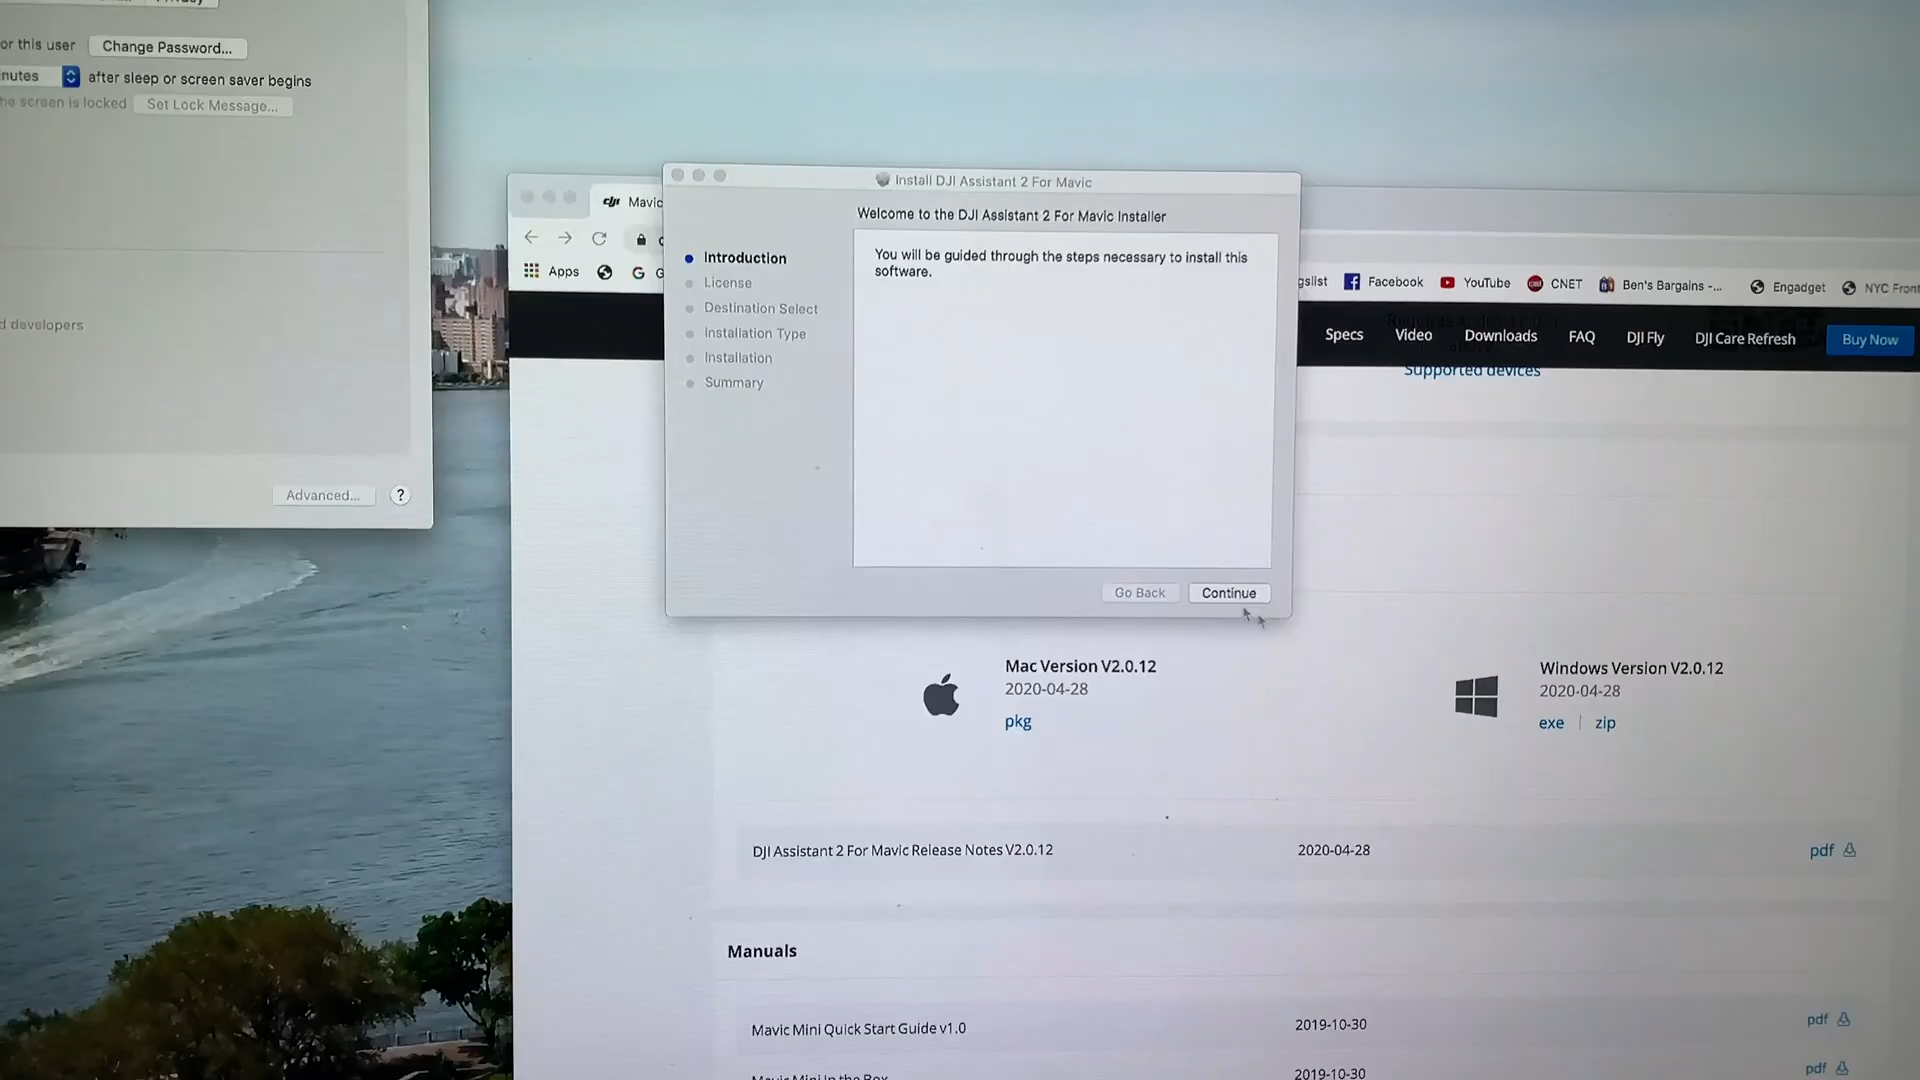 or this user
Change Password...
nutes
after sleep or screen saver begins
he screen is locked
Set Lock Message...
d developers
Advanced...
?
dji Mavic
Apps
G
Install DJI Assistant 2 For Mavic
Welcome to the DJI Assistant 2 For Mavic Installer
Introduction
License
Destination Select
Installation Type
Installation
Summary
You will be guided through the steps necessary to install this
software.
Go Back
Continue
gslist
Facebook
YouTube
CNET
Ben's Bargains -...
Engadget
NYC Front
Specs
Video
Downloads
FAQ
DJI Fly
DJI Care Refresh
Buy Now
Supported devices
Mac Version V2.0.12
2020-04-28
pkg
Windows Version V2.0.12
2020-04-28
exe | zip
DJI Assistant 2 For Mavic Release Notes V2.0.12
2020-04-28
pdf
Manuals
Mavic Mini Quick Start Guide v1.0
2019-10-30
pdf
Mavic Mini In the Box
2019-10-30
pdf